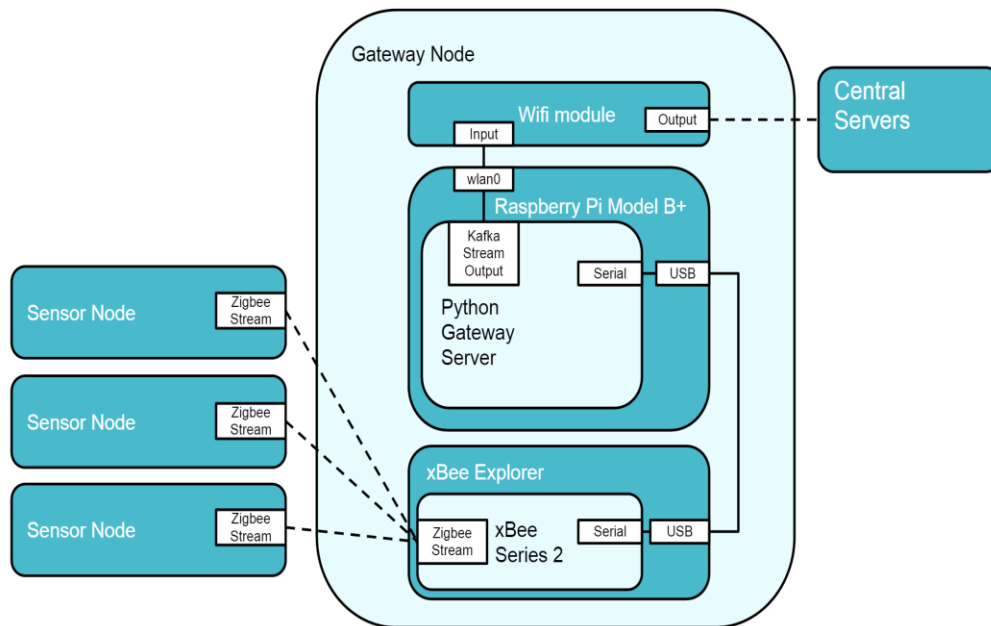 Gateway Node
Wifi module
Output
Input
Central
Servers
wlan0
Raspberry Pi Model B+
Kafka
Stream
Output
Serial
USB
Python
Gateway
Server
Sensor Node
Zigbee
Stream
Sensor Node
Zigbee
Stream
Sensor Node
Zigbee
Stream
xBee Explorer
Zigbee
Stream
xBee
Series 2
Serial
USB